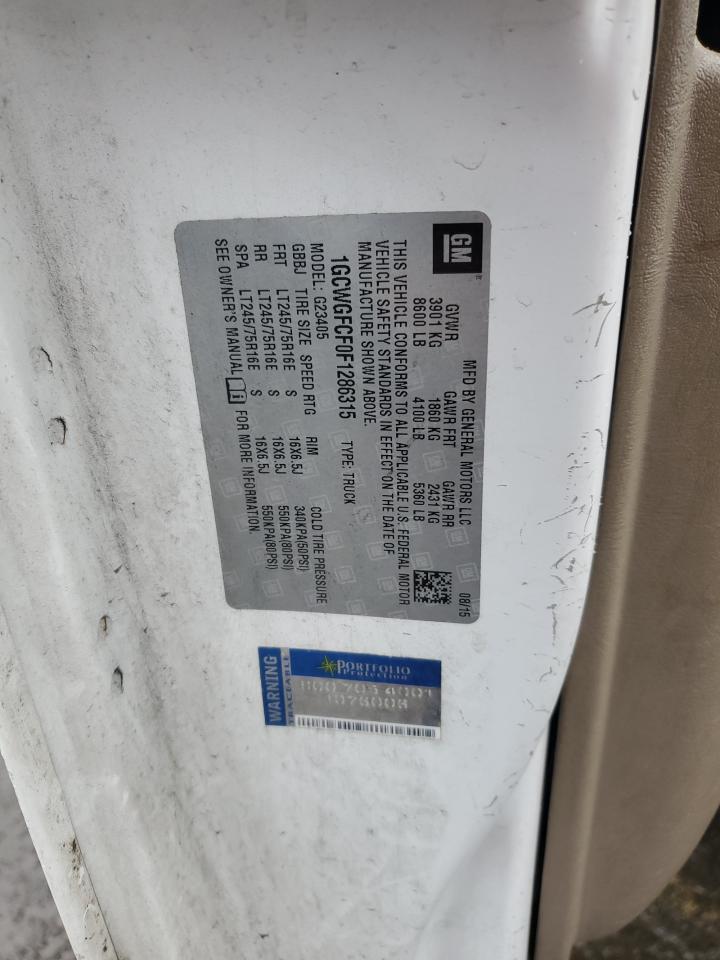 GM
MFD BY GENERAL MOTORS LLC 08/15
GVWR GAWR FRT GAWR RR
3901 KG 1860 KG 2431 KG
8600 LB 4100 LB 5360 LB
THIS VEHICLE CONFORMS TO ALL APPLICABLE U.S. FEDERAL MOTOR
VEHICLE SAFETY STANDARDS IN EFFECT ON THE DATE OF
MANUFACTURE SHOWN ABOVE.
1GCWGFCF0F1286315 TYPE: TRUCK
MODEL: G23405
GBBJ TIRE SIZE SPEED RTG RIM COLD TIRE PRESSURE
FRT LT245/75R16E S 16X6.5J 340KPA(50PSI)
RR LT245/75R16E S 16X6.5J 550KPA(80PSI)
SPA LT245/75R16E S 16X6.5J 550KPA(80PSI)
SEE OWNER'S MANUAL FOR MORE INFORMATION.
WARNING
TRACEABLE
PORTFOLIO
Protection